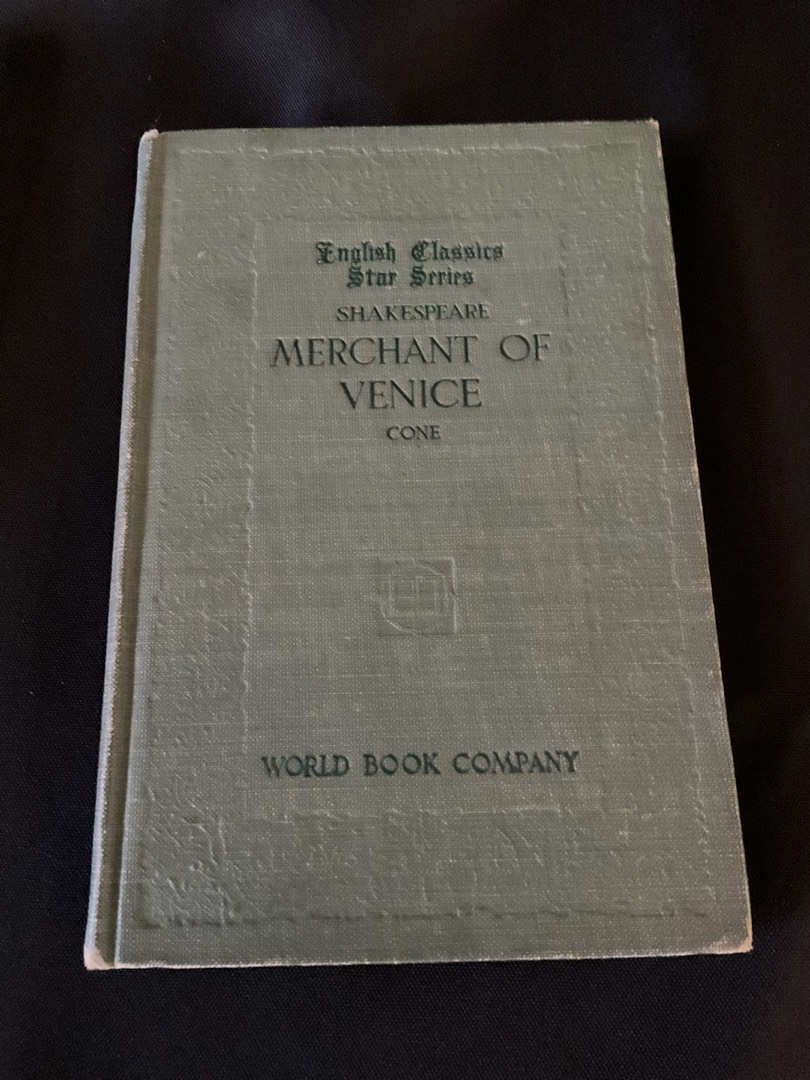 English Classics
Star Series
SHAKESPEARE
MERCHANT OF
VENICE
CONE
WORLD BOOK COMPANY